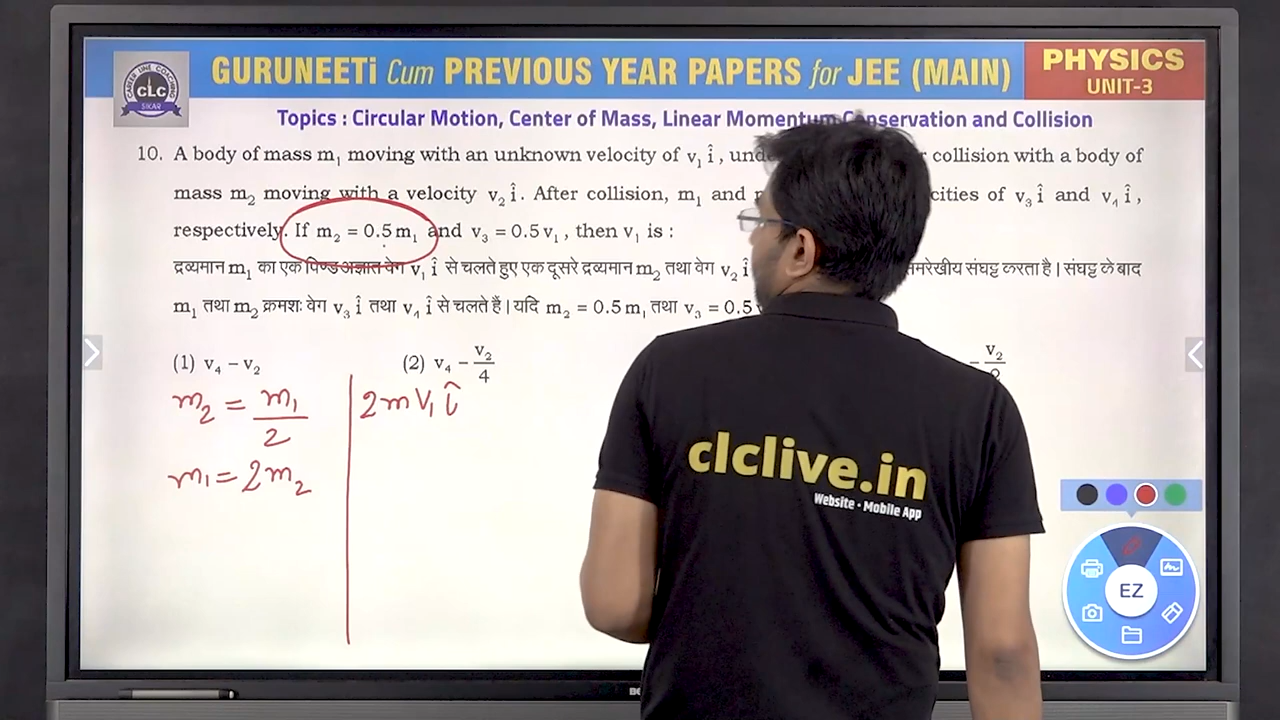 GURUNEETi Cum PREVIOUS YEAR PAPERS for JEE (MAIN)
PHYSICS
UNIT-3
CLC
SIKAR
Topics : Circular Motion, Center of Mass, Linear Momentum Conservation and Collision
10. A body of mass m₁ moving with an unknown velocity of v₁ î, collision with a body of
mass m₂ moving with a velocity v₂ î. After collision, m₁ and of v₃ î and v₄ î,
respectively. If m₂ = 0.5 m₁ and v₃ = 0.5 v₁, then v₁ is :
द्रव्यमान m₁ का एक पिण्ड अज्ञात वेग v₁ î से चलते हुए एक दूसरे द्रव्यमान m₂ तथा वेग v₂ î समरेखीय संघट्ट करता है। संघट्ट के बाद
m₁ तथा m₂ क्रमशः वेग v₃ î तथा v₄ î से चलते हैं। यदि m₂ = 0.5 m₁ तथा v₃ = 0.5
(1) v₄ – v₂ (2) v₄ – v₂/4 – v₂
m₂ = m₁/2
m₁ = 2m₂
2mV₁ î
clclive.in
Website • Mobile App
EZ